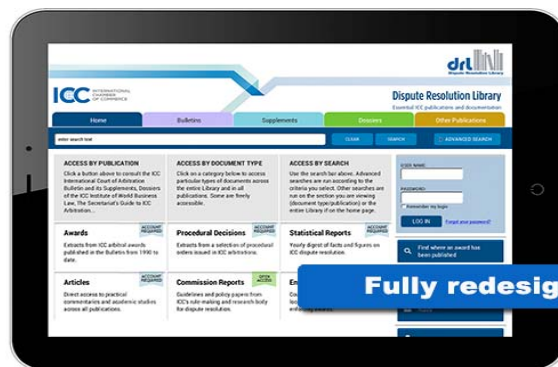 drl
Dispute Resolution Library
ICC INTERNATIONAL CHAMBER OF COMMERCE
Dispute Resolution Library
Essential ICC publications and documentation
Home
Bulletins
Supplements
Dossiers
Other Publications
enter search text
CLEAR
SEARCH
ADVANCED SEARCH
ACCESS BY PUBLICATION
Click a button above to consult the ICC
International Court of Arbitration
Bulletin and its Supplements, Dossiers
of the ICC Institute of World Business
Law, The Secretariat's Guide to ICC
Arbitration...
ACCESS BY DOCUMENT TYPE
Click on a category below to access
particular types of documents across
the entire Library and in all
publications. Some are freely
accessible.
ACCESS BY SEARCH
Use the search bar above. Advanced
searches are run according to the
criteria you select. Other searches are
run on the section you are viewing
(document type/publication) or the
entire Library if on the home page.
USER NAME
PASSWORD
Remember my login
LOG IN
Forgot your password?
Awards
ACCOUNT
REQUIRED
Extracts from ICC arbitral awards
published in the Bulletin from 1990 to
date.
Procedural Decisions
ACCOUNT
REQUIRED
Extracts from a selection of procedural
orders issued in ICC arbitrations.
Statistical Reports
ACCOUNT
REQUIRED
Yearly digest of facts and figures on
ICC dispute resolution.
Find where an award has
been published
Articles
ACCOUNT
REQUIRED
Direct access to practical
commentaries and academic studies
across all publications.
Commission Reports
OPEN
ACCESS
Guidelines and policy papers from
ICC's rule-making and research body
for dispute resolution.
Fully redesig